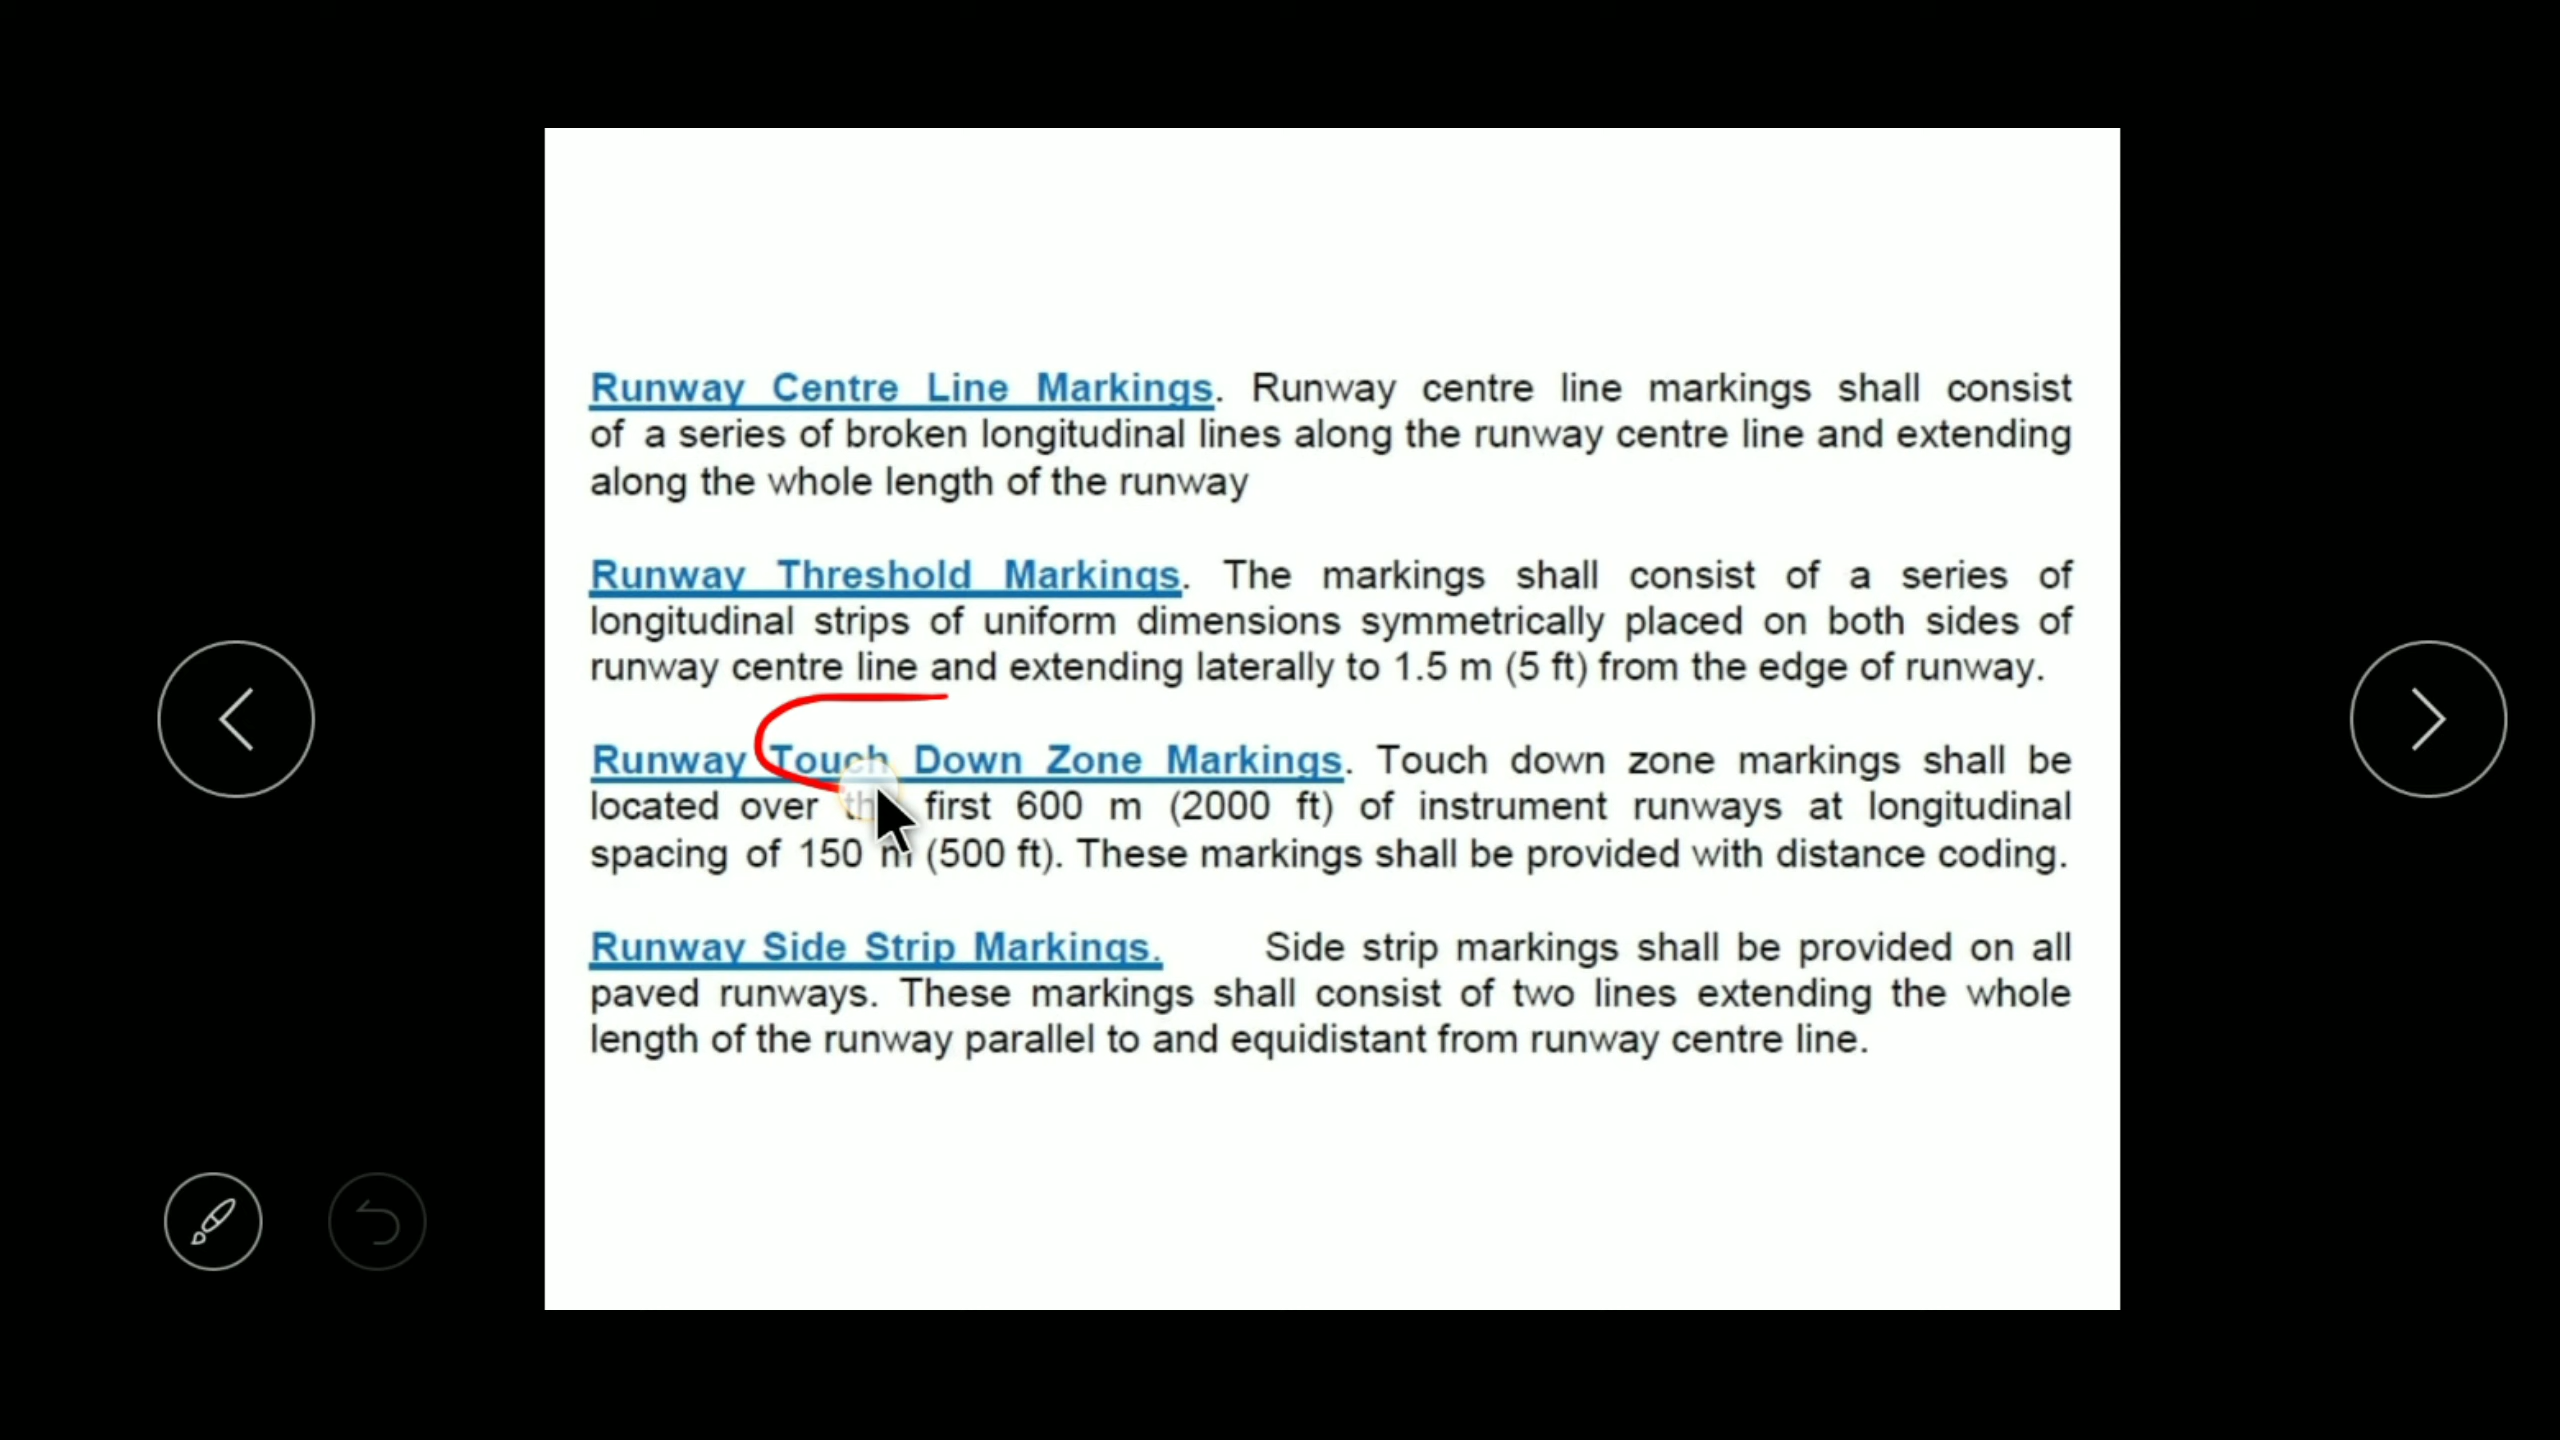 Runway Centre Line Markings. Runway centre line markings shall consist
of a series of broken longitudinal lines along the runway centre line and extending
along the whole length of the runway
Runway Threshold Markings. The markings shall consist of a series of
longitudinal strips of uniform dimensions symmetrically placed on both sides of
runway centre line and extending laterally to 1.5 m (5 ft) from the edge of runway.
Runway Touch Down Zone Markings. Touch down zone markings shall be
located over the first 600 m (2000 ft) of instrument runways at longitudinal
spacing of 150 m (500 ft). These markings shall be provided with distance coding.
Runway Side Strip Markings. Side strip markings shall be provided on all
paved runways. These markings shall consist of two lines extending the whole
length of the runway parallel to and equidistant from runway centre line.